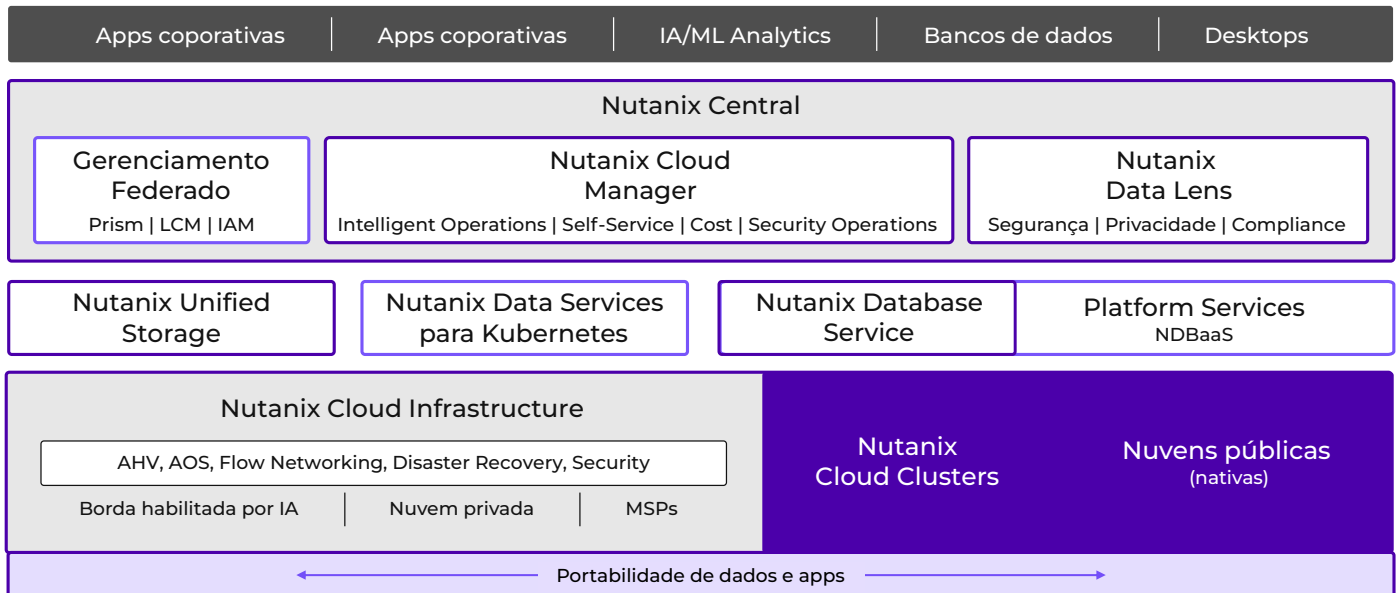 Apps coporativas | Apps coporativas | IA/ML Analytics | Bancos de dados | Desktops
Nutanix Central
Gerenciamento
Federado
Prism | LCM | IAM
Nutanix Cloud
Manager
Intelligent Operations | Self-Service | Cost | Security Operations
Nutanix
Data Lens
Segurança | Privacidade | Compliance
Nutanix Unified
Storage
Nutanix Data Services
para Kubernetes
Nutanix Database
Service
Platform Services
NDBaaS
Nutanix Cloud Infrastructure
AHV, AOS, Flow Networking, Disaster Recovery, Security
Borda habilitada por IA | Nuvem privada | MSPs
Nutanix
Cloud Clusters
Nuvens públicas
(nativas)
Portabilidade de dados e apps